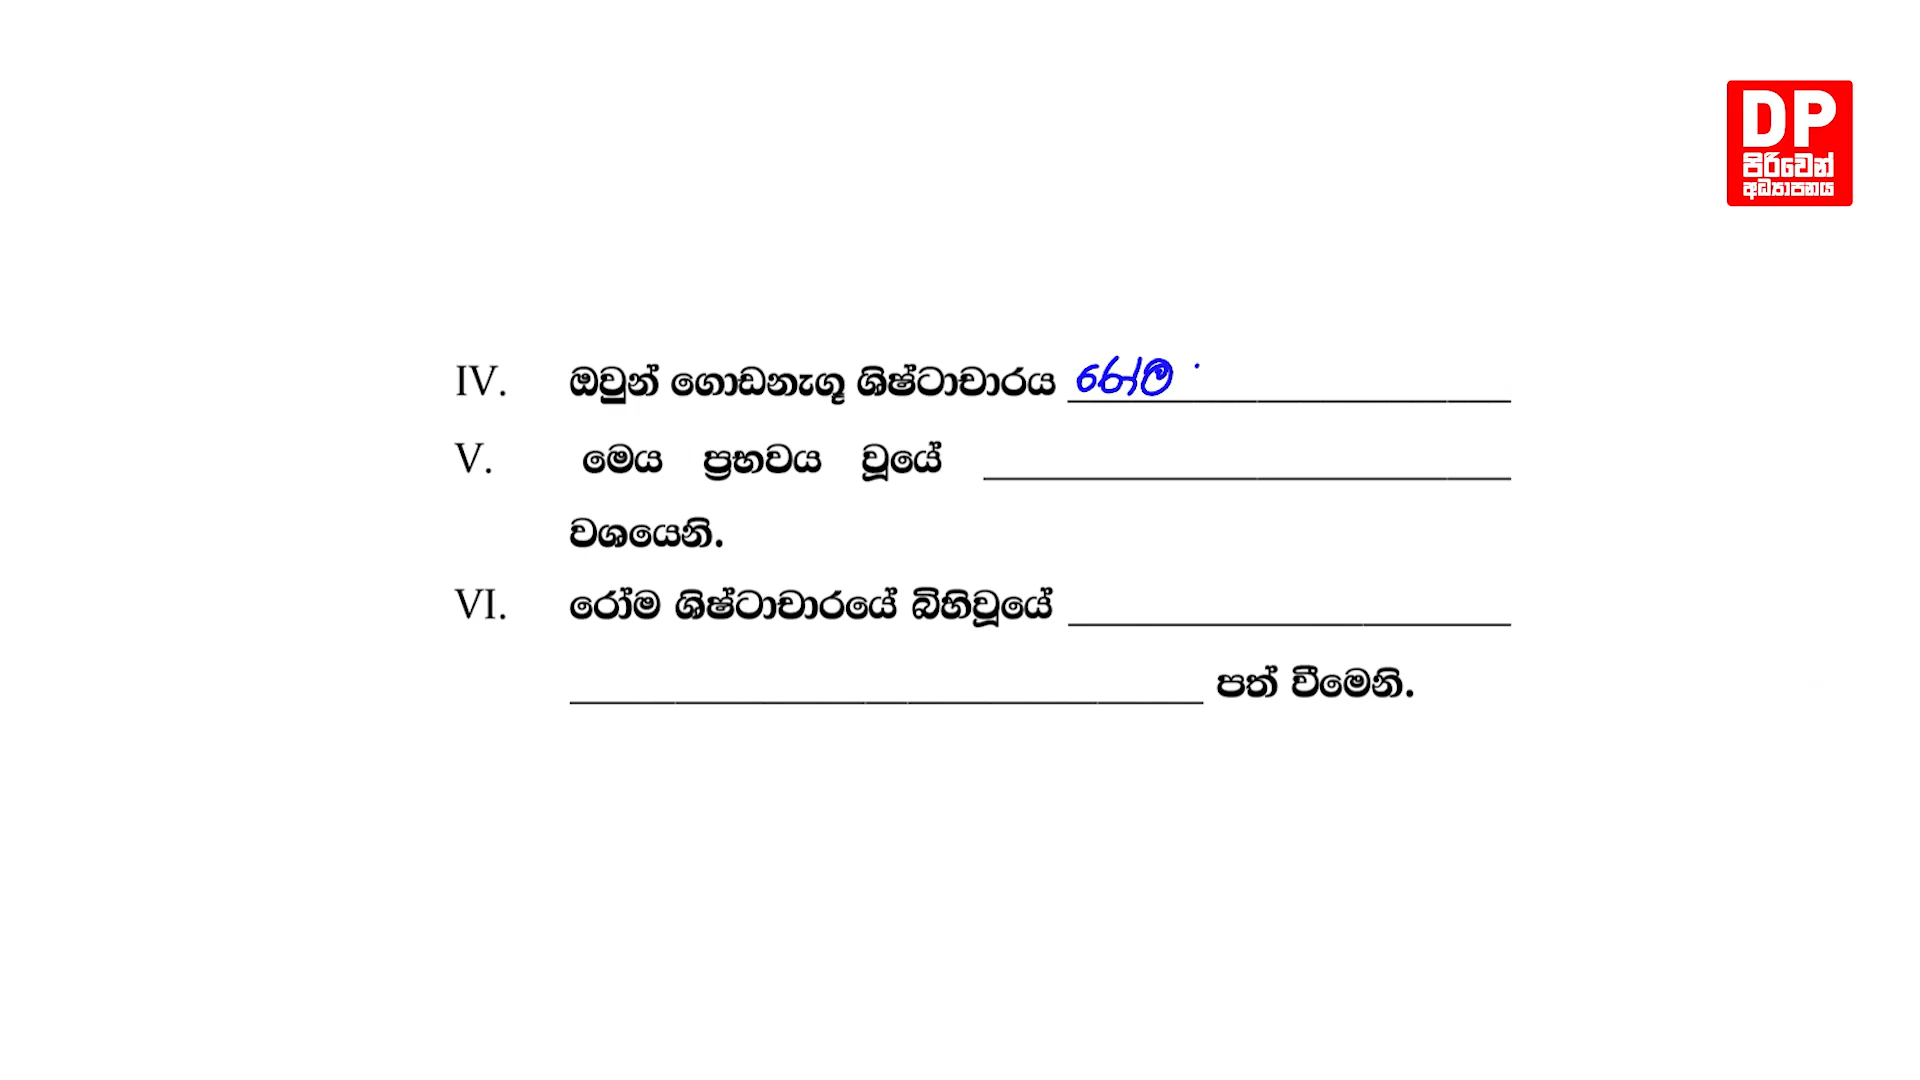 DP
පිරිවෙන්
අධ්‍යාපනය
IV. ඔවුන් ගොඩනැගූ ශිෂ්ටාචාරය රෝම
V. මෙය ප්‍රභවය වූයේ
වශයෙනි.
VI. රෝම ශිෂ්ටාචාරයේ බිහිවූයේ
පත් වීමෙනි.